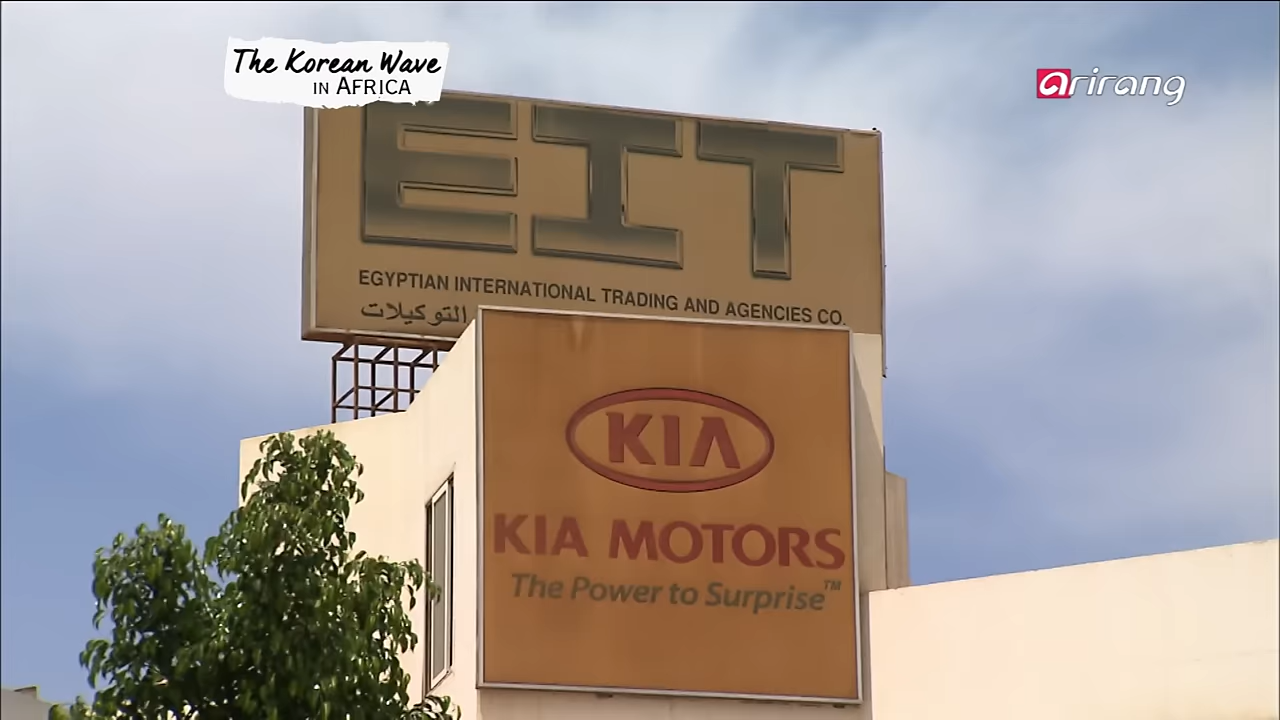 The Korean Wave
IN AFRICA
arirang
EIT
EGYPTIAN INTERNATIONAL TRADING AND AGENCIES CO.
التوكيلات
KIA
KIA MOTORS
The Power to Surprise™